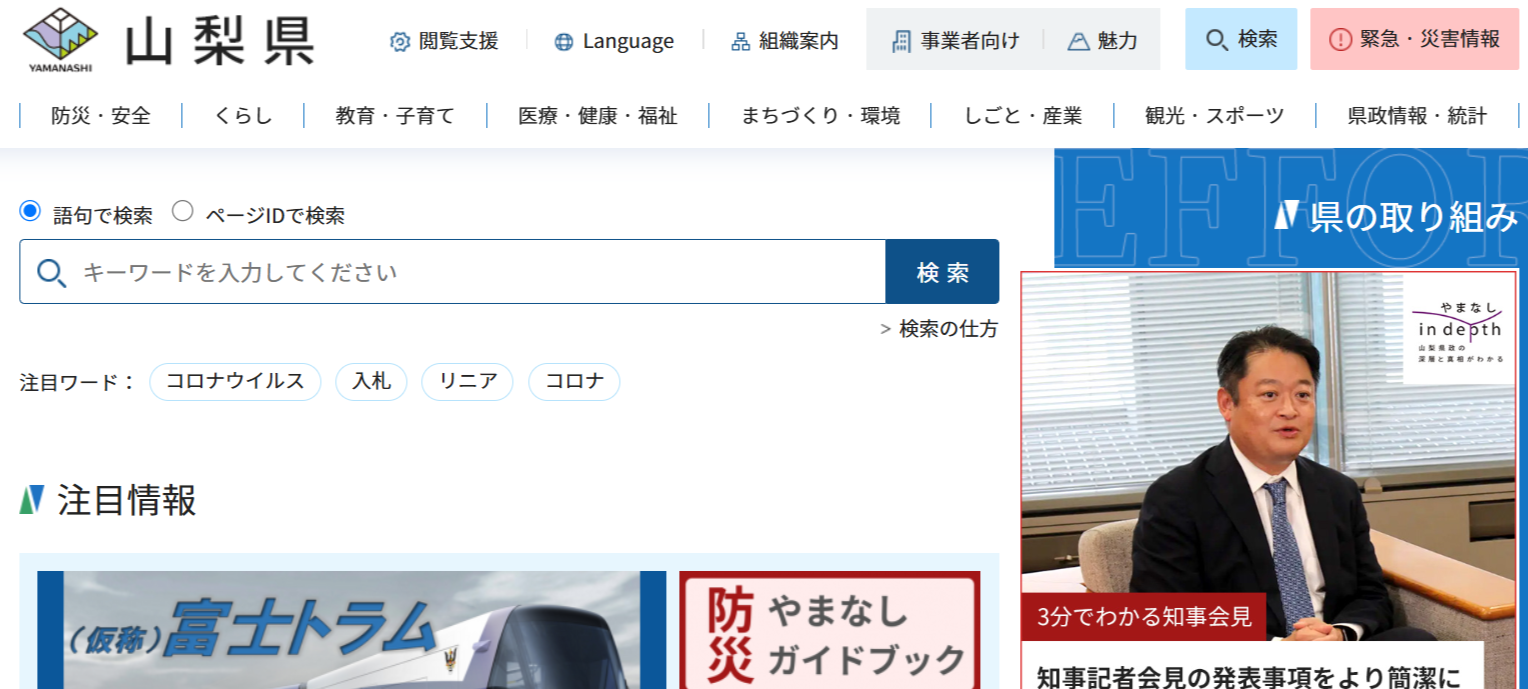 YAMANASHI
山梨県
閲覧支援
Language
組織案内
事業者向け
魅力
検索
緊急・災害情報
防災・安全
くらし
教育・子育て
医療・健康・福祉
まちづくり・環境
しごと・産業
観光・スポーツ
県政情報・統計
語句で検索
ページIDで検索
キーワードを入力してください
検索
> 検索の仕方
注目ワード：
コロナウイルス
入札
リニア
コロナ
注目情報
（仮称）富士トラム
防災
やまなし
ガイドブック
EFFOR
県の取り組み
やまなし
in depth
山梨県政の
深層と真相がわかる
3分でわかる知事会見
知事記者会見の発表事項をより簡潔に